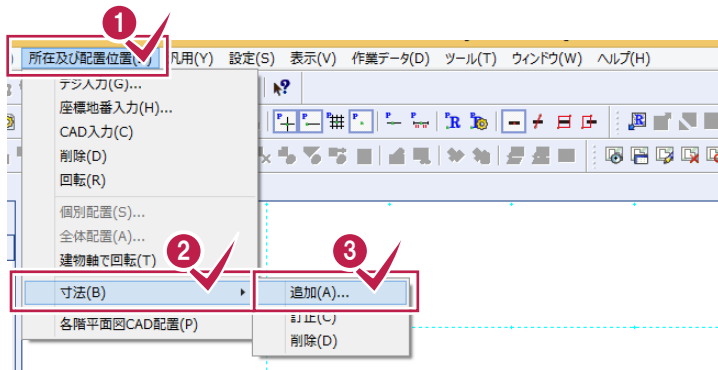 1
所在及び配置位置 汎用(Y) 設定(S) 表示(V) 作業データ(D) ツール(T) ウィンドウ(W) ヘルプ(H)
デジ入力(G)...
座標地番入力(H)...
CAD入力(C)
削除(D)
回転(R)
個別配置(S)...
全体配置(A)...
2
建物軸で回転(T)
3
寸法(B)
追加(A)...
訂正(C)
削除(D)
各階平面図CAD配置(P)